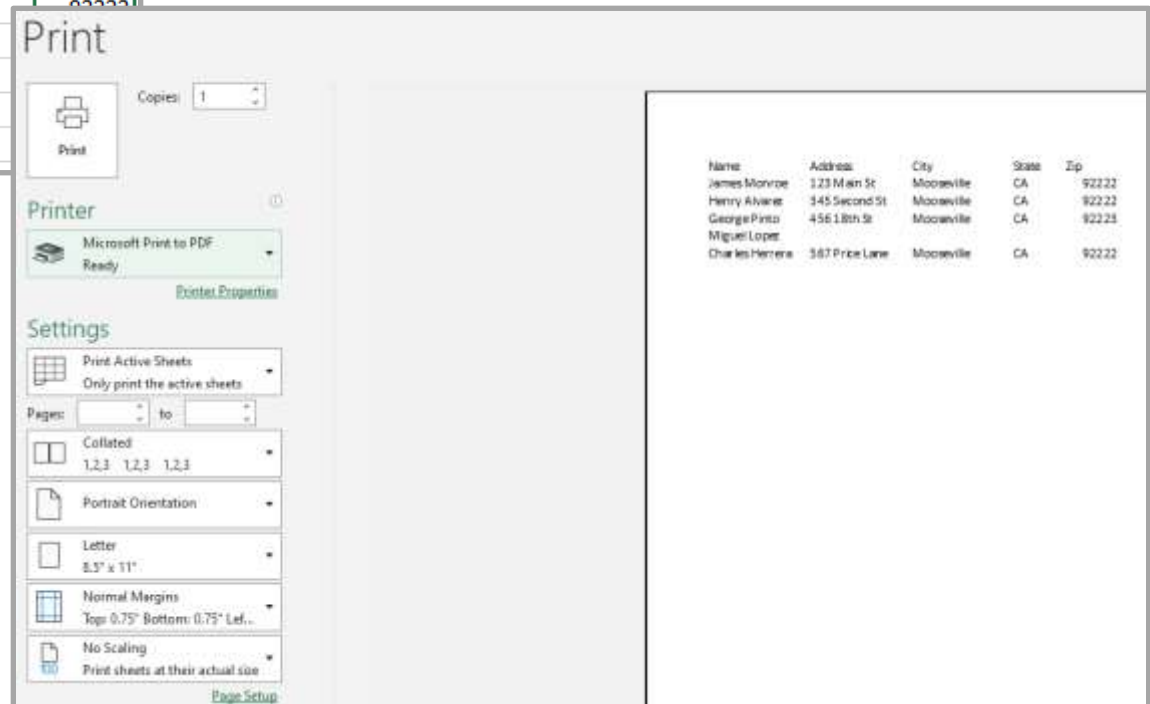 Print
Copies: 1
Print
Printer
Microsoft Print to PDF
Ready
Printer Properties
Settings
Print Active Sheets
Only print the active sheets
Pages: to
Collated
1,2,3 1,2,3 1,2,3
Portrait Orientation
Letter
8.5" x 11"
Normal Margins
Top: 0.75" Bottom: 0.75" Lef...
No Scaling
Print sheets at their actual size
Page Setup
Name Address City State Zip
James Monroe 123 Main St Mooseville CA 92222
Henry Alvarez 345 Second St Mooseville CA 92222
George Pinto 456 18th St Mooseville CA 92223
Miguel Lopez
Charles Herrera 567 Price Lane Mooseville CA 92222